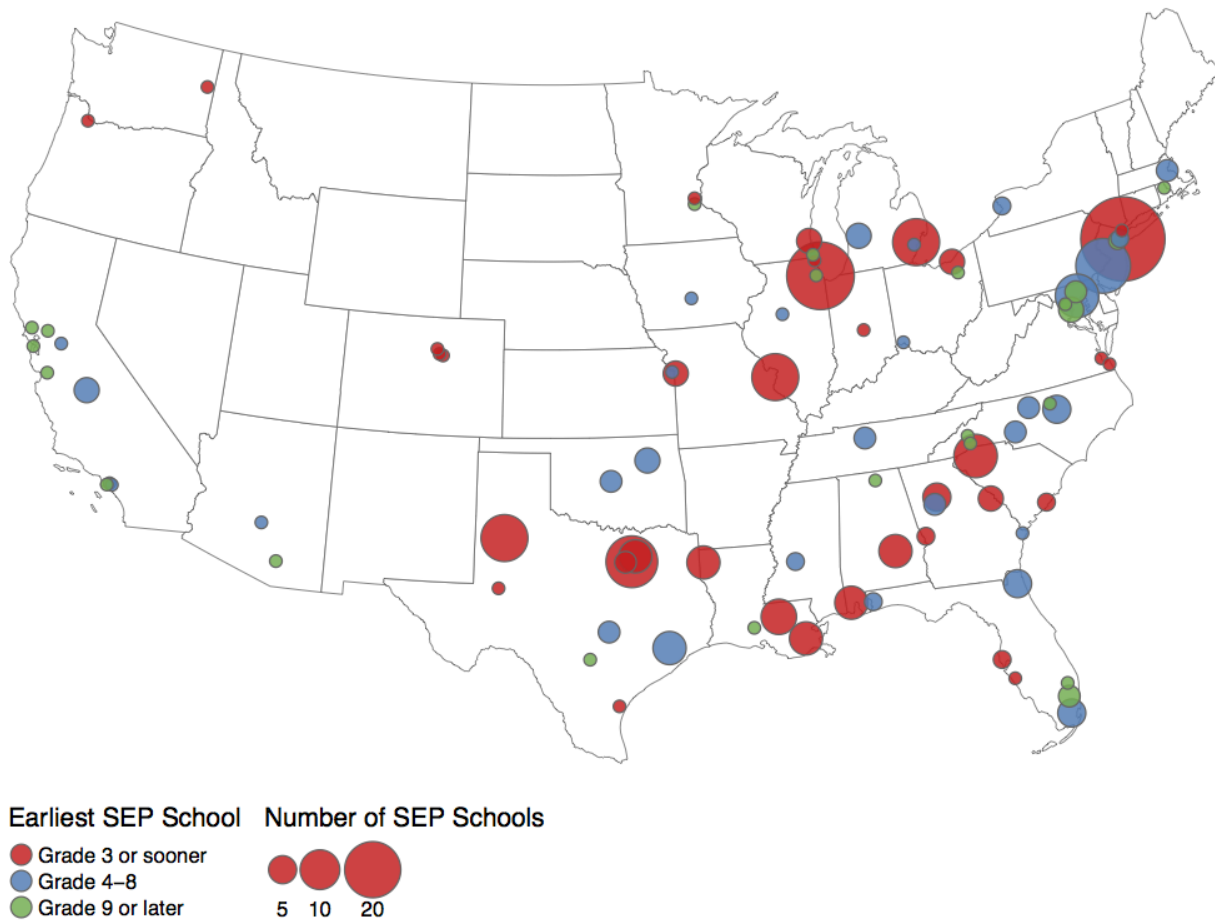 Earliest SEP School
Grade 3 or sooner
Grade 4–8
Grade 9 or later
Number of SEP Schools
5 10 20